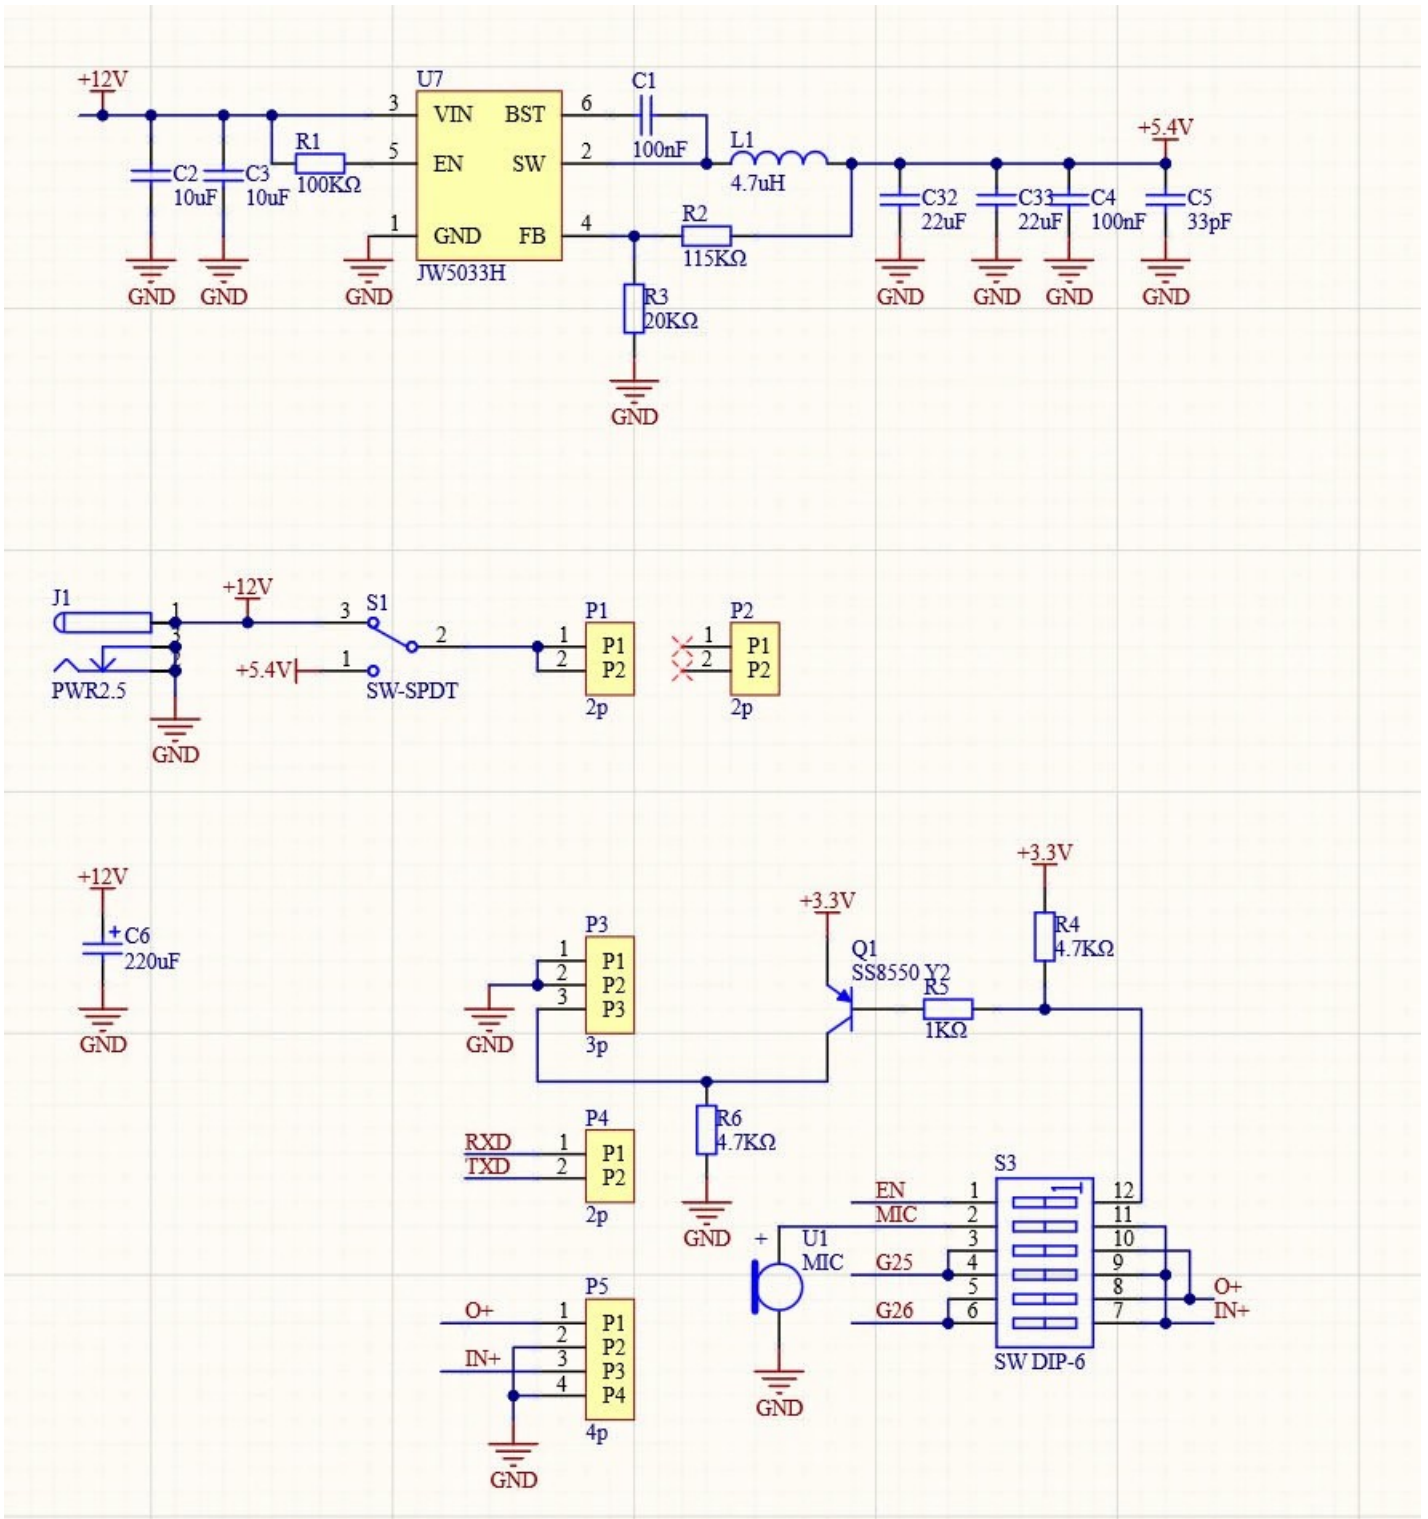 +12V
U7
C1
3
VIN
BST
6
+5.4V
R1
100nF
L1
5
EN
SW
2
C2
C3
100KΩ
4.7uH
C32
C33
C4
C5
10uF
10uF
22uF
22uF
100nF
33pF
R2
1
GND
FB
4
115KΩ
JW5033H
GND
GND
GND
R3
GND
GND
GND
GND
20KΩ
GND
+12V
J1
S1
P1
P2
1
3
1
P1
1
P1
2
2
P2
2
P2
+5.4V
1
PWR2.5
SW-SPDT
2p
2p
GND
+3.3V
+12V
+3.3V
P3
R4
C6
1
P1
Q1
4.7KΩ
220uF
2
P2
SS8550 Y2
3
P3
R5
GND
GND
3p
1KΩ
P4
R6
RXD
1
P1
4.7KΩ
TXD
2
P2
S3
EN
1
1
12
2p
MIC
2
11
GND
+
U1
3
10
MIC
G25
4
9
P5
5
8
O+
O+
1
P1
G26
6
7
IN+
2
P2
IN+
3
P3
SW DIP-6
4
P4
GND
4p
GND